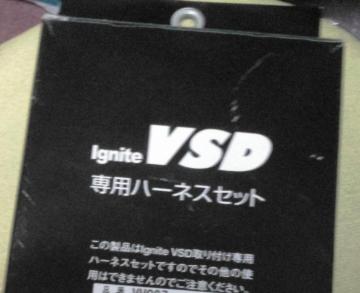 Ignite VSD
専用ハーネスセット
この製品はIgnite VSD取り付け専用
ハーネスセットですのでその他の使
用はできませんのでご注意ください。
品番